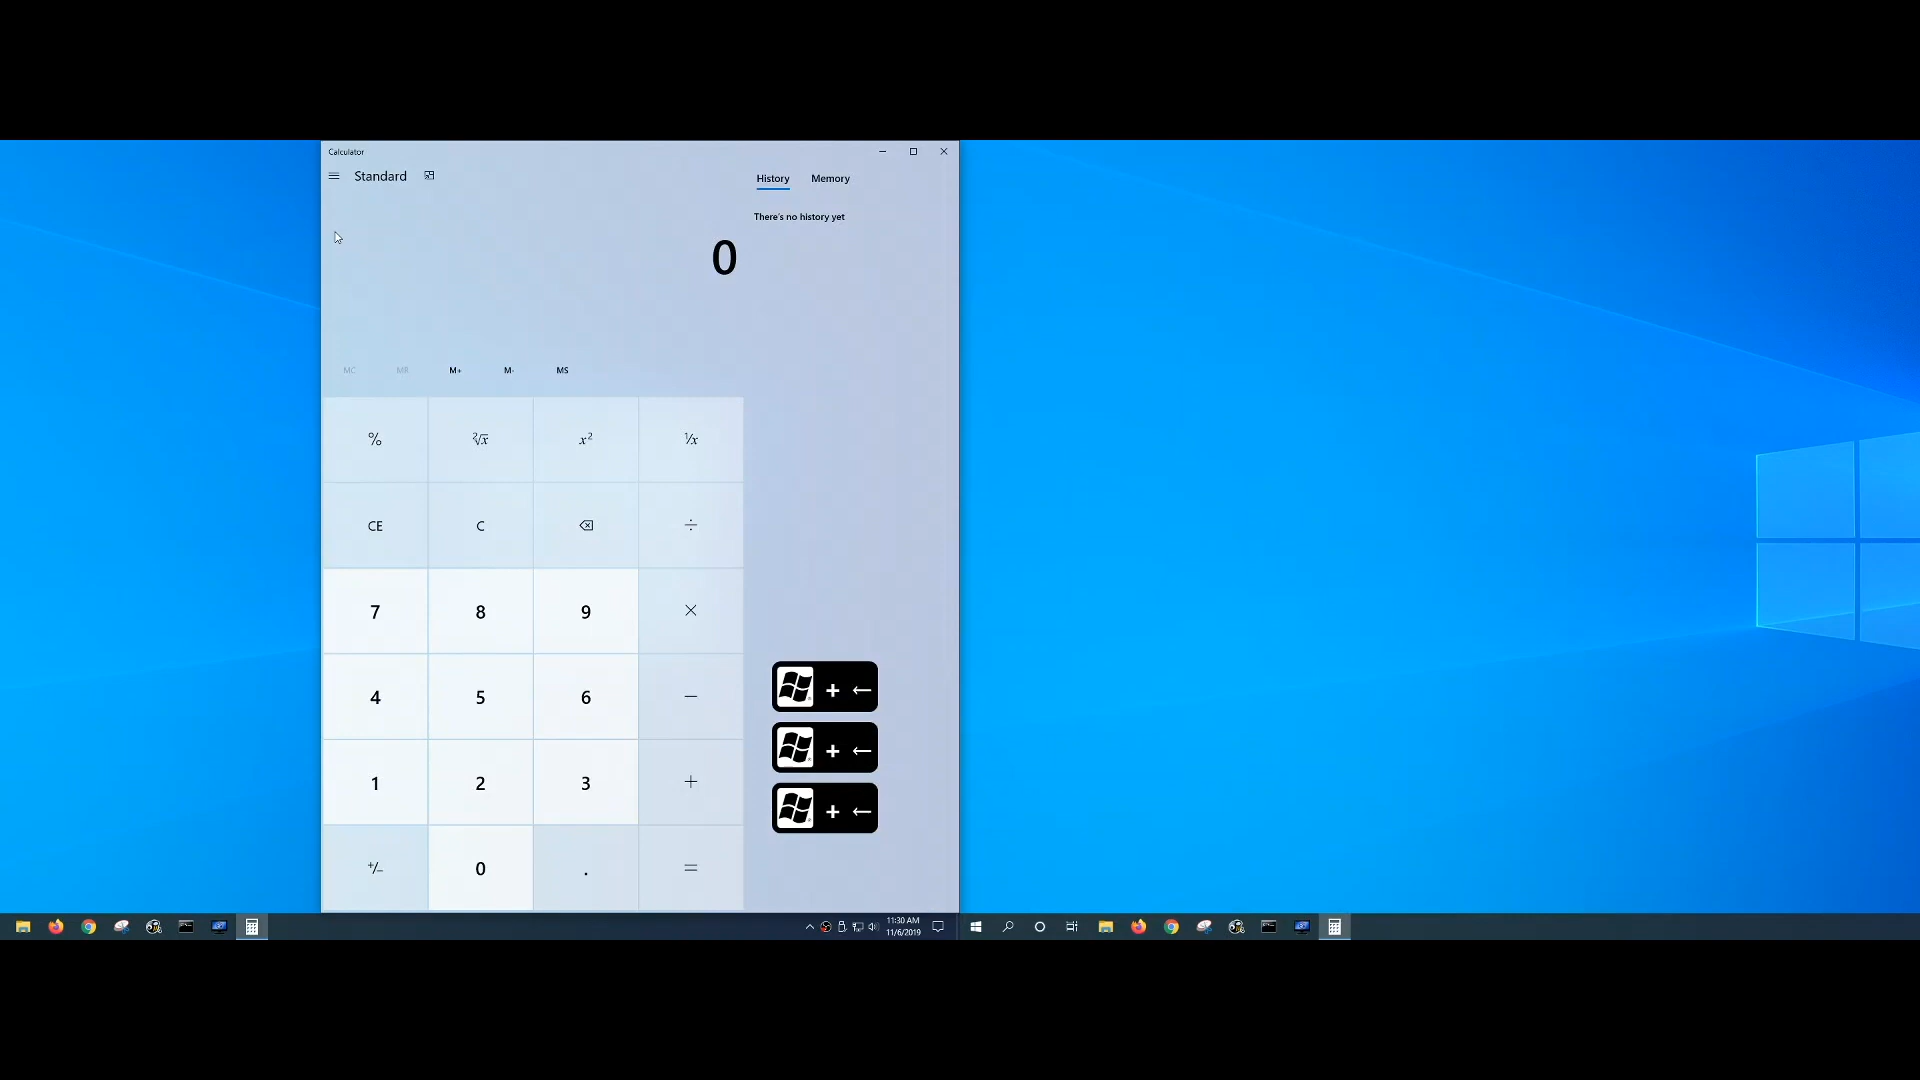 Calculator
Standard
History Memory
There's no history yet
0
MC MR M+ M- MS
% ²√x x² ¹/x
CE C ÷
7 8 9 ×
4 5 6 −
1 2 3 +
+/− 0 . =
+ ←
+ ←
+ ←
11:30 AM
11/6/2019